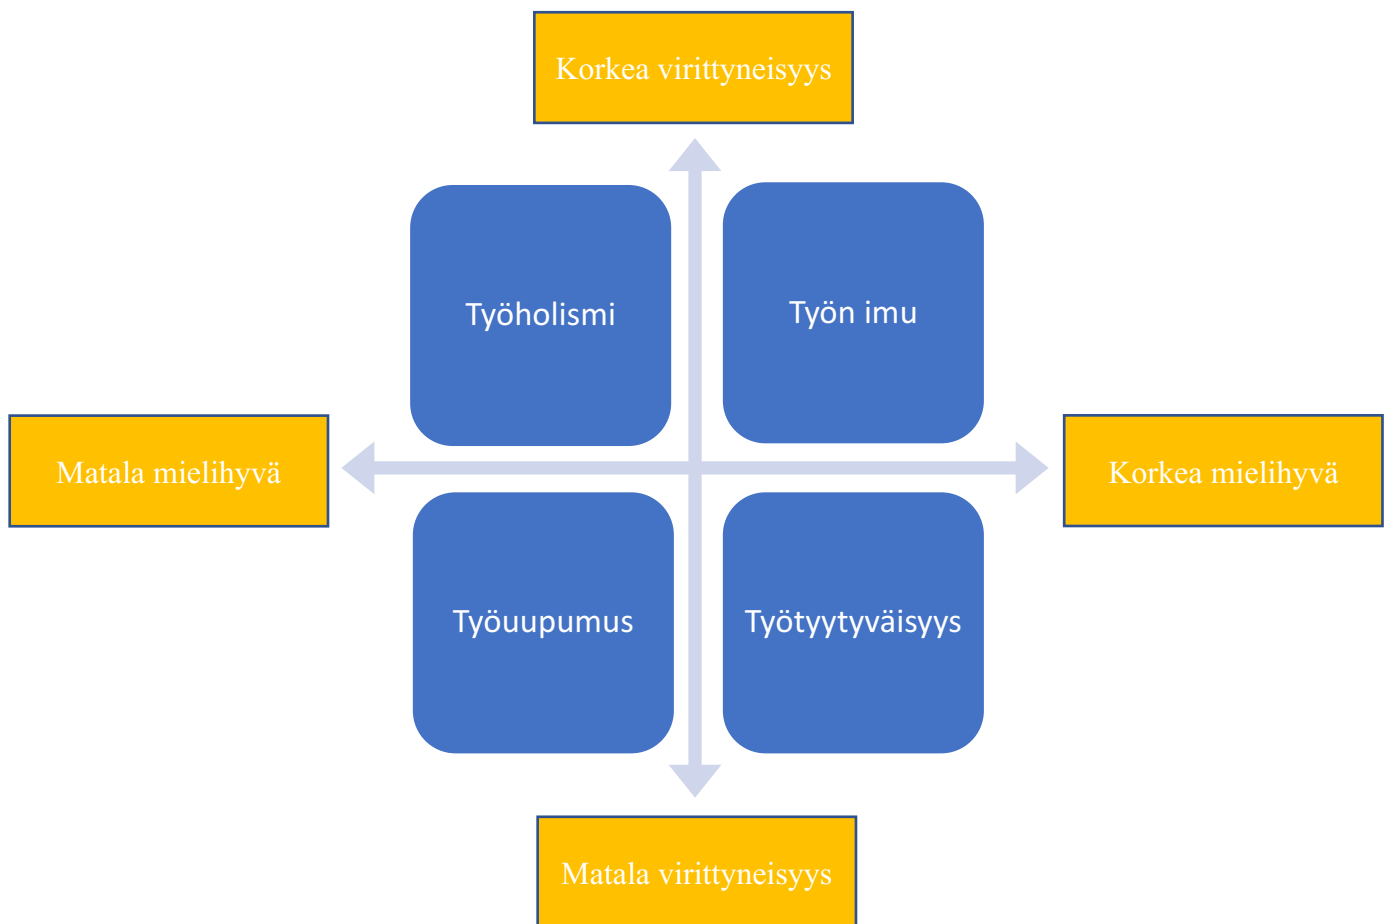 Korkea virittyneisyys
Työholismi
Työn imu
Matala mielihyvä
Korkea mielihyvä
Työuupumus
Työtyytyväisyys
Matala virittyneisyys